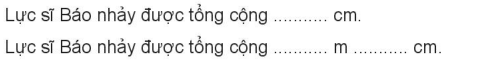 Lực sĩ Báo nhảy được tổng cộng ........... cm.
Lực sĩ Báo nhảy được tổng cộng ........... m ........... cm.